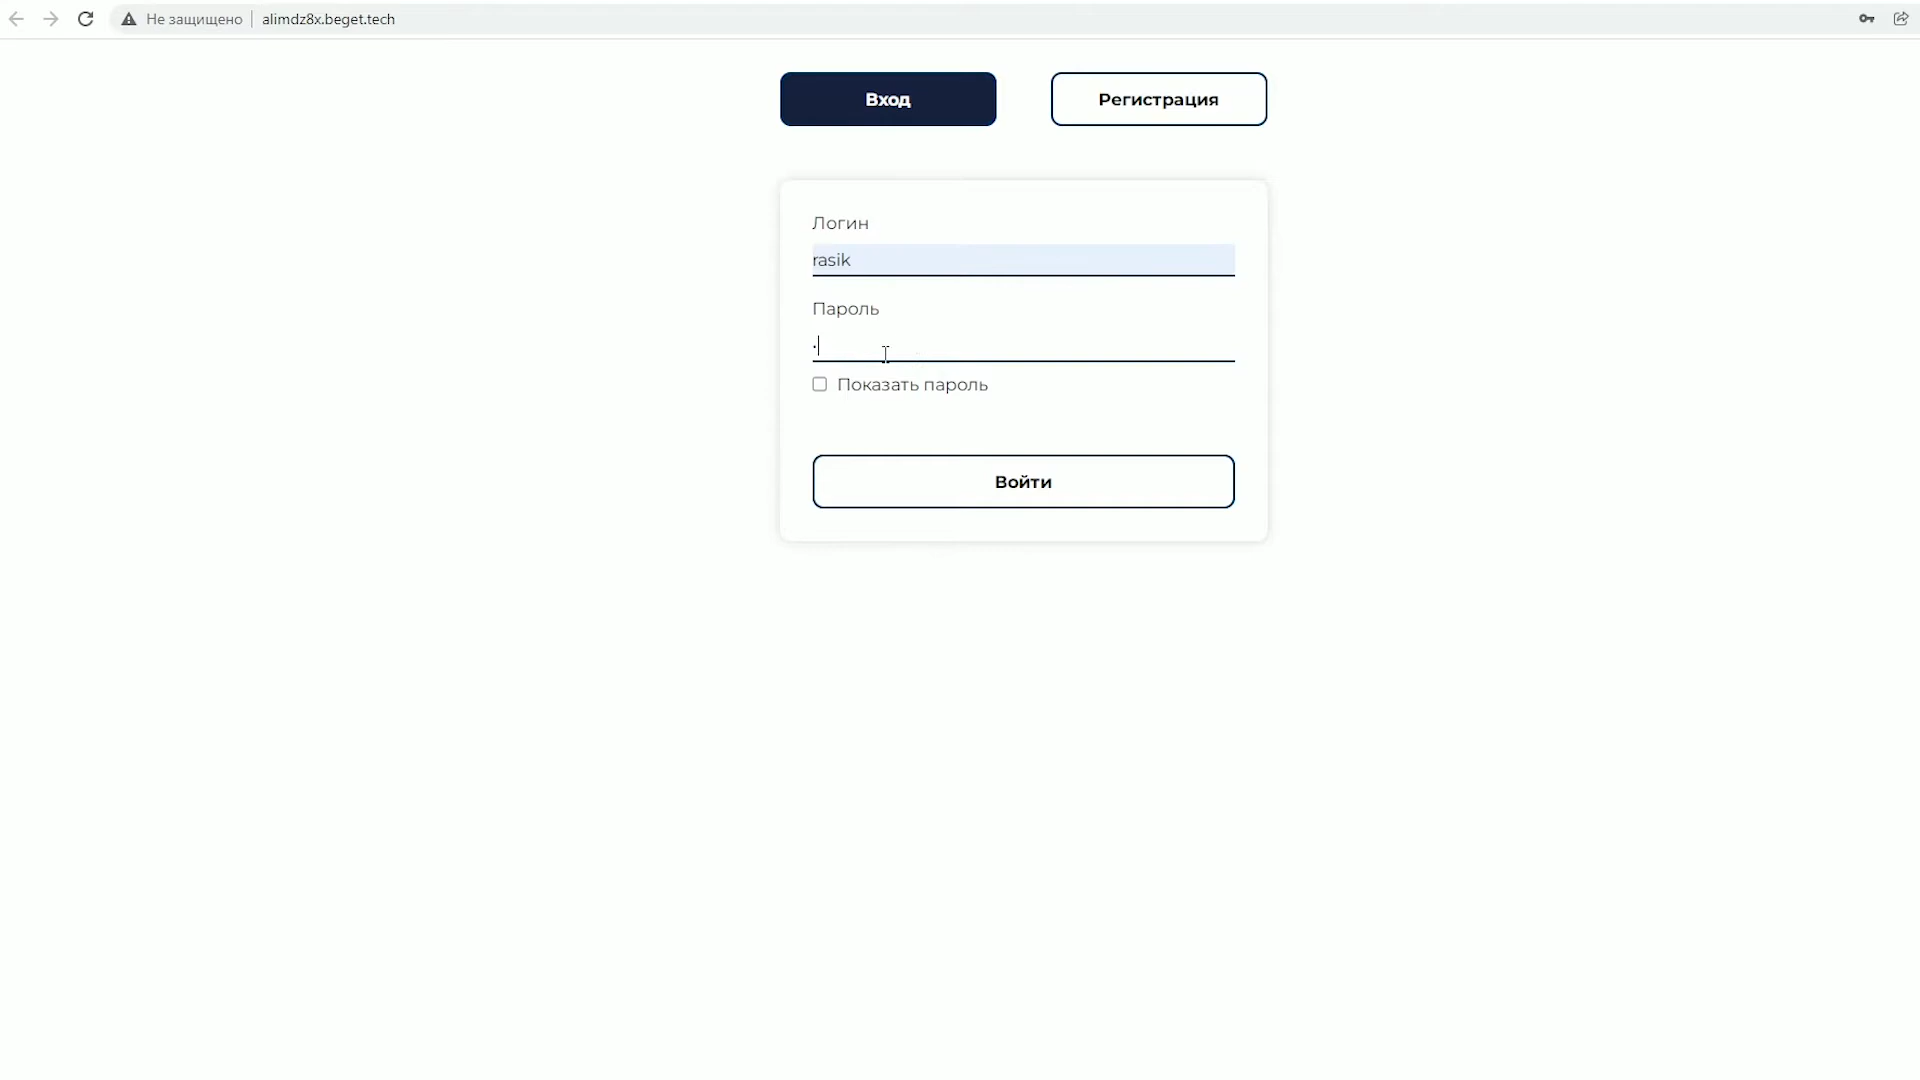 Не защищено alimdz8x.beget.tech
Вход
Регистрация
Логин
rasik
Пароль
Показать пароль
Войти